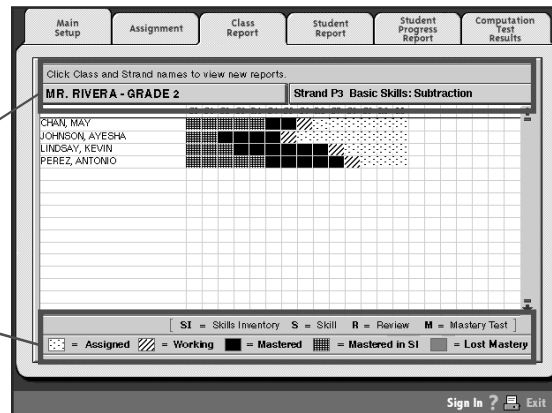 Main Setup
Assignment
Class Report
Student Report
Student Progress Report
Computation Test Results
Click Class and Strand names to view new reports.
MR. RIVERA - GRADE 2
Strand P3 Basic Skills: Subtraction
CHAN, MAY
JOHNSON, AYESHA
LINDSAY, KEVIN
PEREZ, ANTONIO
[ SI = Skills Inventory S = Skill R = Review M = Mastery Test ]
= Assigned = Working = Mastered = Mastered in SI = Lost Mastery
Sign In ? Exit